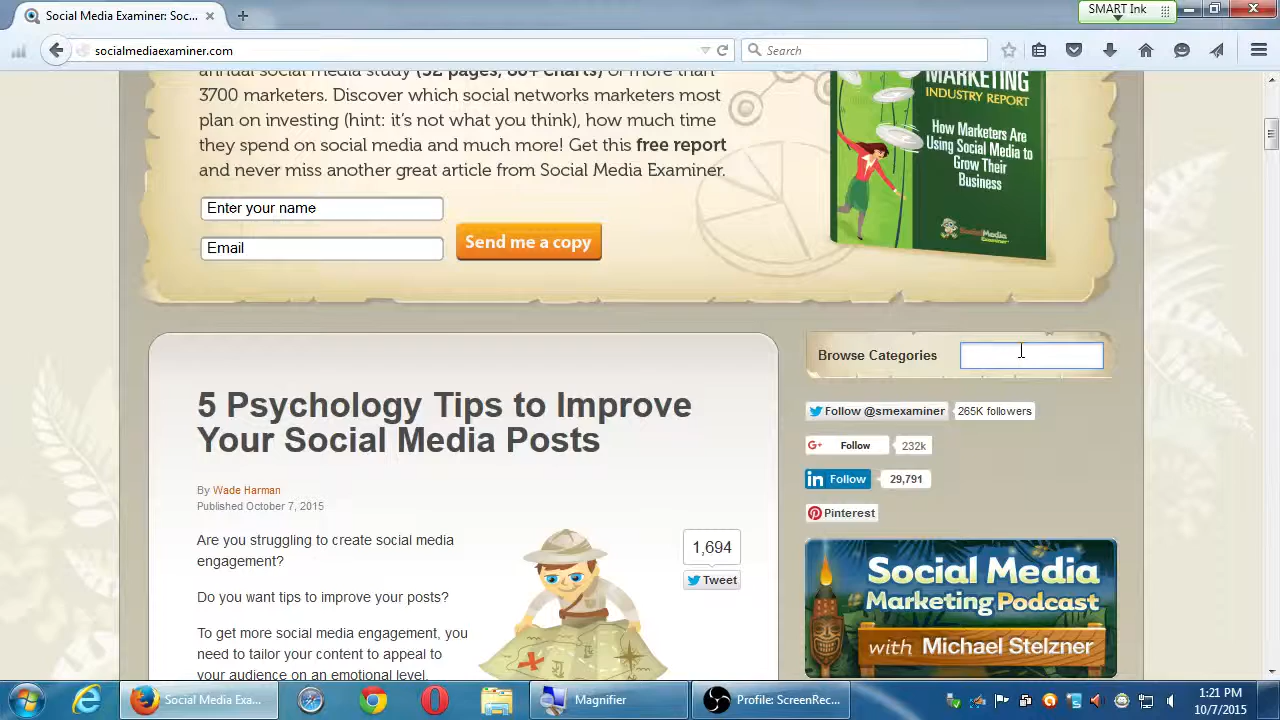 Social Media Examiner: Soc...
SMART Ink
socialmediaexaminer.com
Search
annual social media study (52 pages, 80+ charts) of more than
3700 marketers. Discover which social networks marketers most
plan on investing (hint: it's not what you think), how much time
they spend on social media and much more! Get this free report
and never miss another great article from Social Media Examiner.
Enter your name
Email
Send me a copy
MARKETING
INDUSTRY REPORT
How Marketers Are
Using Social Media to
Grow Their
Business
Social Media
Examiner
5 Psychology Tips to Improve
Your Social Media Posts
By Wade Harman
Published October 7, 2015
Are you struggling to create social media
engagement?
Do you want tips to improve your posts?
To get more social media engagement, you
need to tailor your content to appeal to
your audience on an emotional level.
1,694
Tweet
Browse Categories
Follow @smexaminer 265K followers
G+ Follow 232k
in Follow 29,791
Pinterest
Social Media
Marketing Podcast
with Michael Stelzner
Social Media Exa...
Magnifier
Profile: ScreenRec...
1:21 PM
10/7/2015